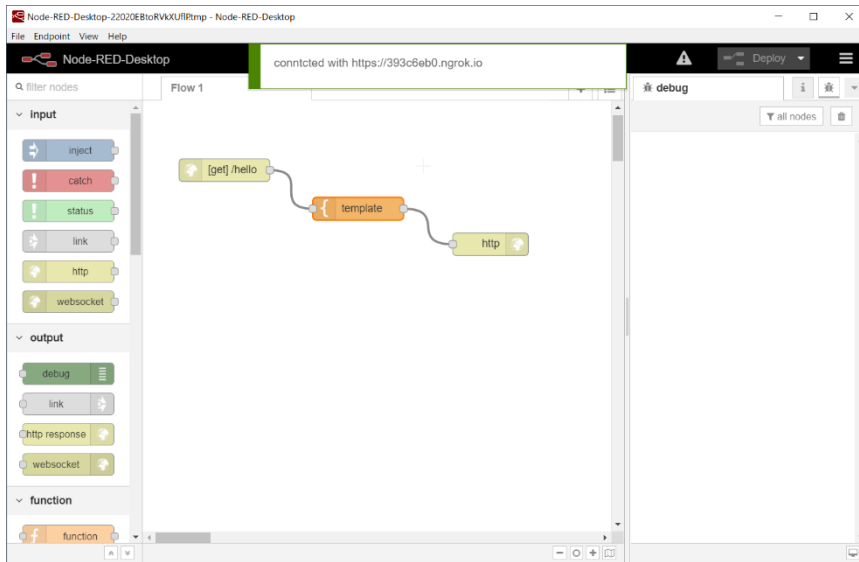 Node-RED-Desktop-22020EBtoRVkXUflPtmp - Node-RED-Desktop
File Endpoint View Help
Node-RED-Desktop
conntcted with https://393c6eb0.ngrok.io
Deploy
filter nodes
Flow 1
debug
i
all nodes
input
inject
catch
status
link
http
websocket
output
debug
link
http response
websocket
function
function
[get] /hello
template
http